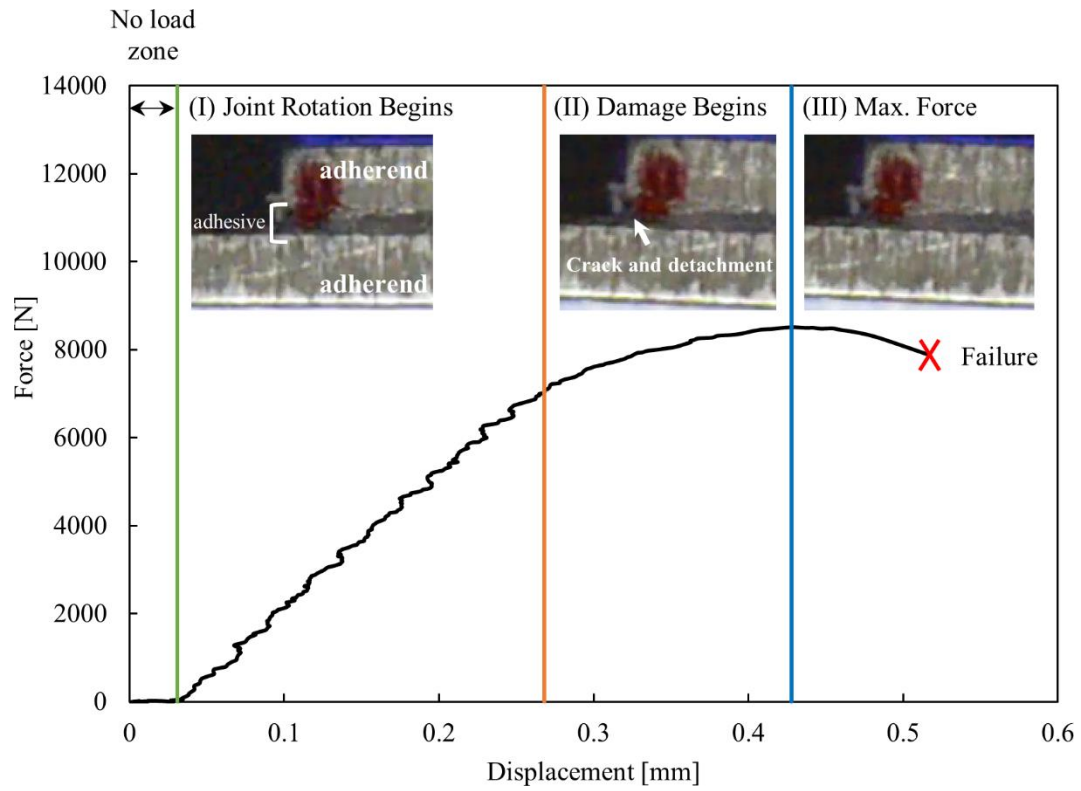 No load
zone
14000
12000
10000
8000
6000
4000
2000
0
Force [N]
(I) Joint Rotation Begins
adherend
adhesive
adherend
(II) Damage Begins
Crack and detachment
(III) Max. Force
Failure
0
0.1
0.2
0.3
0.4
0.5
0.6
Displacement [mm]